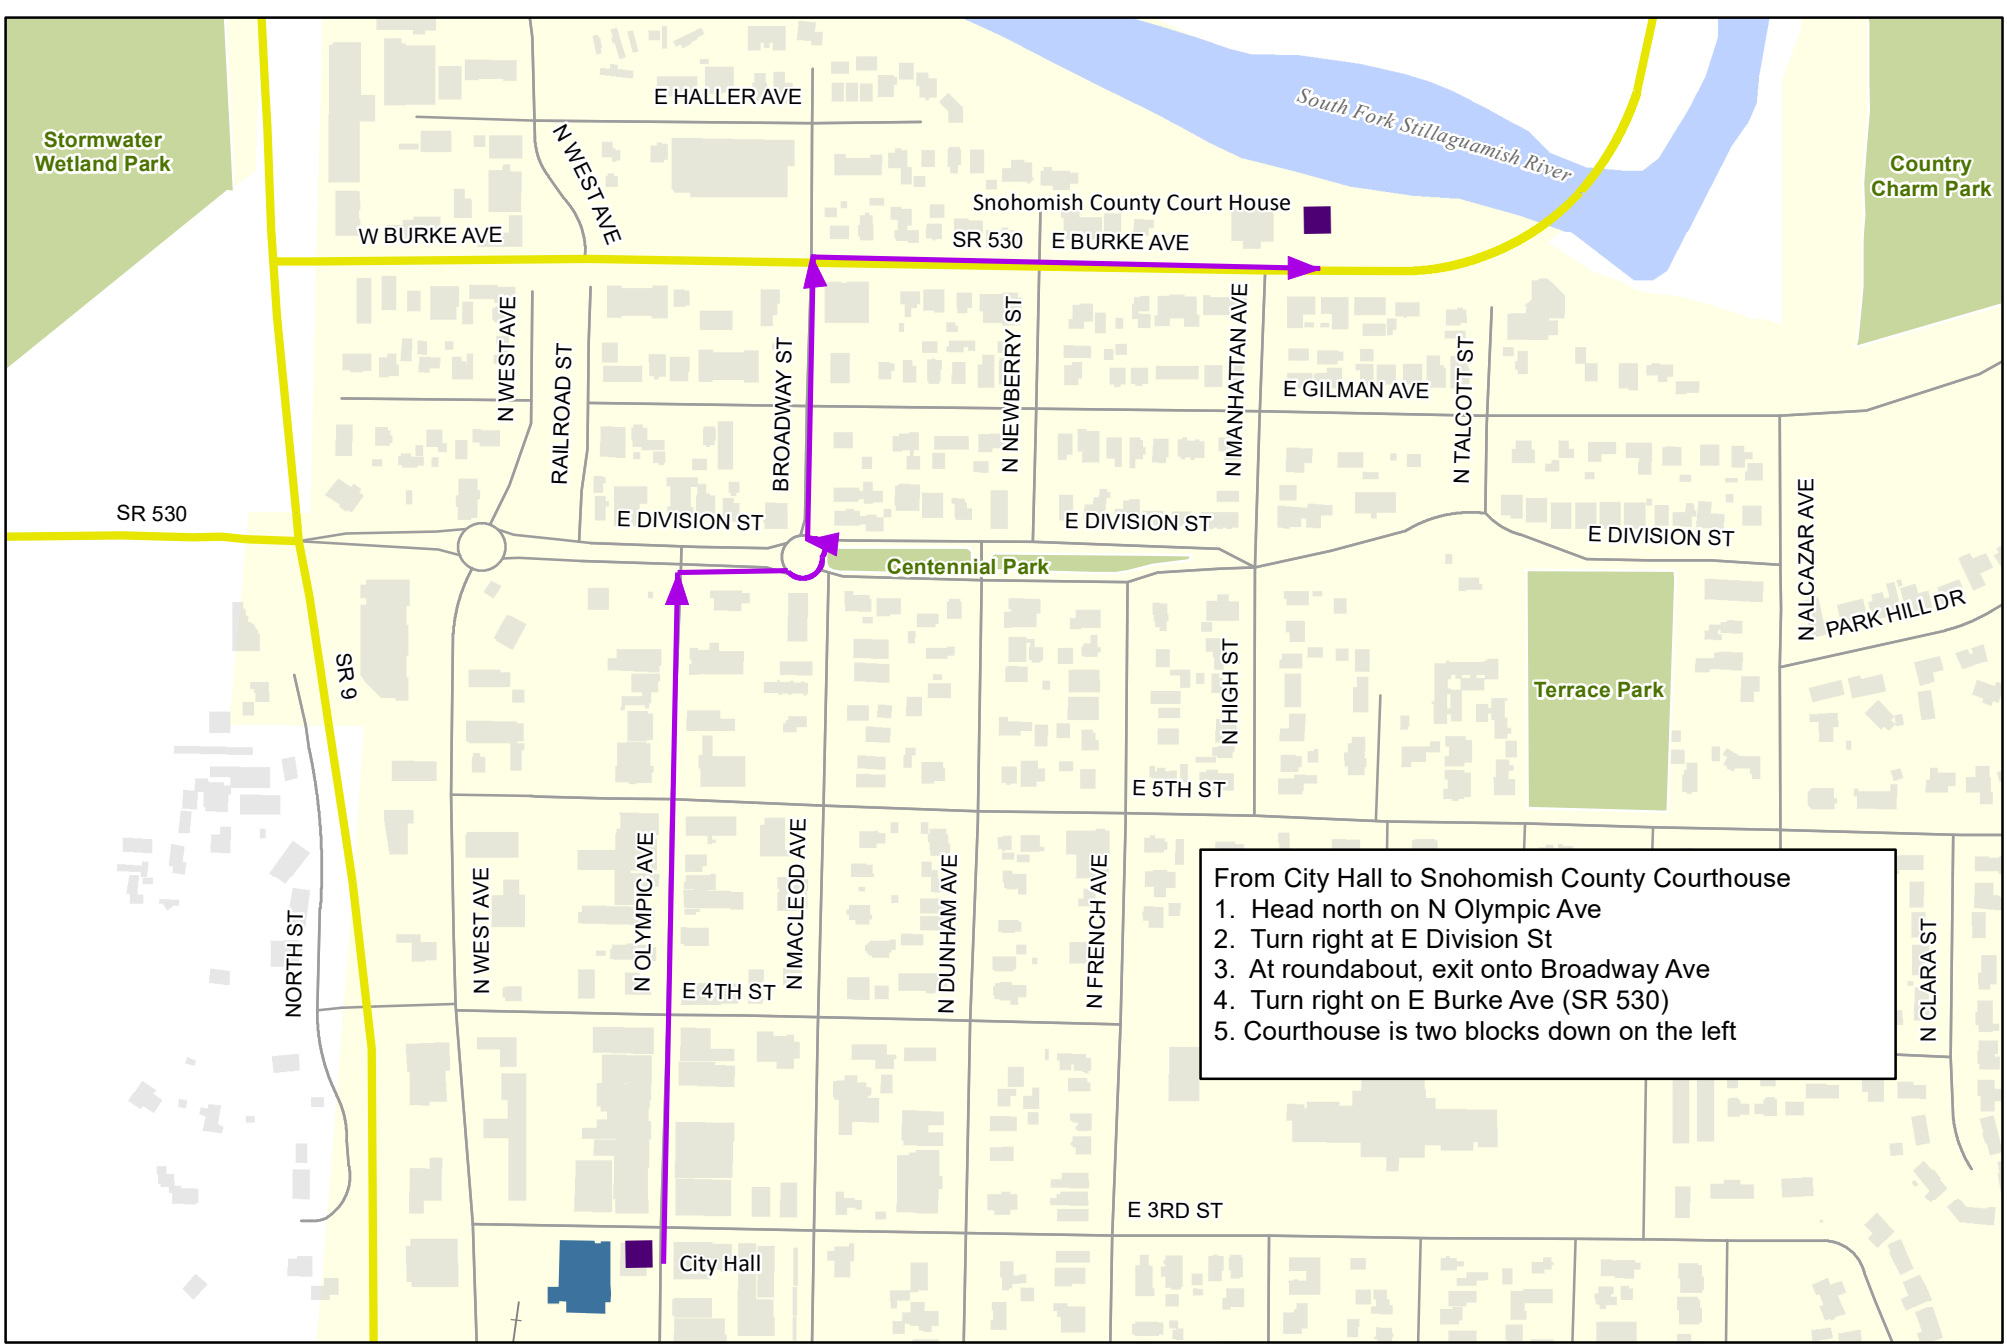 E HALLER AVE
South Fork Stillaguamish River
Stormwater
Wetland Park
N WEST AVE
Country
Charm Park
Snohomish County Court House
W BURKE AVE
SR 530
E BURKE AVE
N WEST AVE
RAILROAD ST
BROADWAY ST
N NEWBERRY ST
N MANHATTAN AVE
E GILMAN AVE
N TALCOTT ST
SR 530
E DIVISION ST
E DIVISION ST
E DIVISION ST
N ALCAZAR AVE
Centennial Park
PARK HILL DR
SR 9
N HIGH ST
Terrace Park
E 5TH ST
NORTH ST
N WEST AVE
N OLYMPIC AVE
N MACLEOD AVE
N DUNHAM AVE
N FRENCH AVE
From City Hall to Snohomish County Courthouse
1. Head north on N Olympic Ave
2. Turn right at E Division St
3. At roundabout, exit onto Broadway Ave
4. Turn right on E Burke Ave (SR 530)
5. Courthouse is two blocks down on the left
N CLARA ST
E 4TH ST
E 3RD ST
City Hall